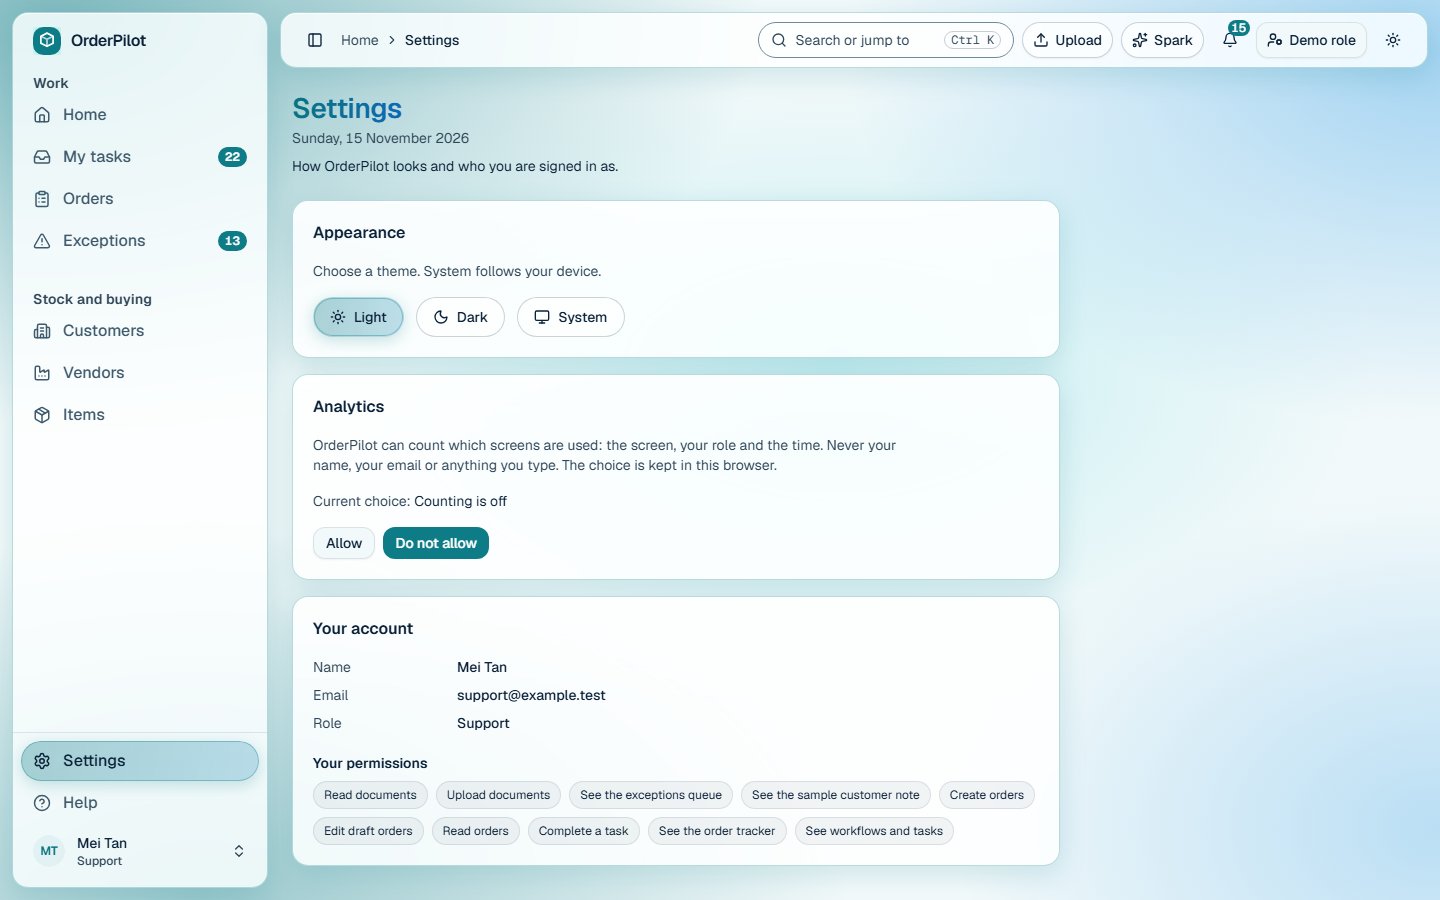 OrderPilot
Work
Home
My tasks 22
Orders
Exceptions 13
Stock and buying
Customers
Vendors
Items
Settings
Help
MT
Mei Tan
Support
Home > Settings
Search or jump to Ctrl K
Upload
Spark
15
Demo role
Settings
Sunday, 15 November 2026
How OrderPilot looks and who you are signed in as.
Appearance
Choose a theme. System follows your device.
Light Dark System
Analytics
OrderPilot can count which screens are used: the screen, your role and the time. Never your
name, your email or anything you type. The choice is kept in this browser.
Current choice: Counting is off
Allow Do not allow
Your account
Name Mei Tan
Email support@example.test
Role Support
Your permissions
Read documents Upload documents See the exceptions queue See the sample customer note Create orders
Edit draft orders Read orders Complete a task See the order tracker See workflows and tasks